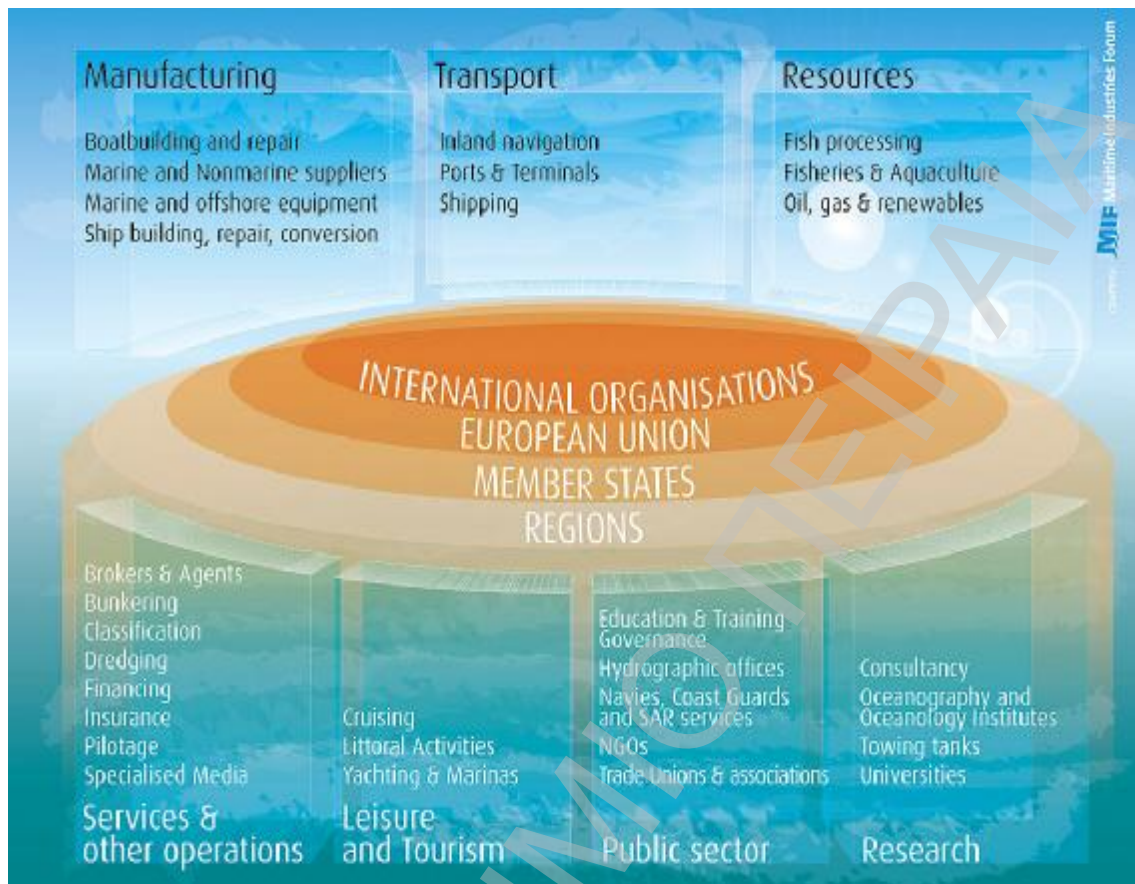 Manufacturing
Boatbuilding and repair
Marine and Nonmarine suppliers
Marine and offshore equipment
Ship building, repair, conversion
Transport
Inland navigation
Ports & Terminals
Shipping
Resources
Fish processing
Fisheries & Aquaculture
Oil, gas & renewables
MIF Maritime Industries Forum
INTERNATIONAL ORGANISATIONS
EUROPEAN UNION
MEMBER STATES
REGIONS
Brokers & Agents
Bunkering
Classification
Dredging
Financing
Insurance
Pilotage
Specialised Media
Services &
other operations
Cruising
Littoral Activities
Yachting & Marinas
Leisure
and Tourism
Education & Training
Governance
Hydrographic offices
Navies, Coast Guards
and SAR services
NGOs
Trade Unions & associations
Public sector
Consultancy
Oceanography and
Oceanology Institutes
Towing tanks
Universities
Research
ΠΕΙΡΑΙΑ